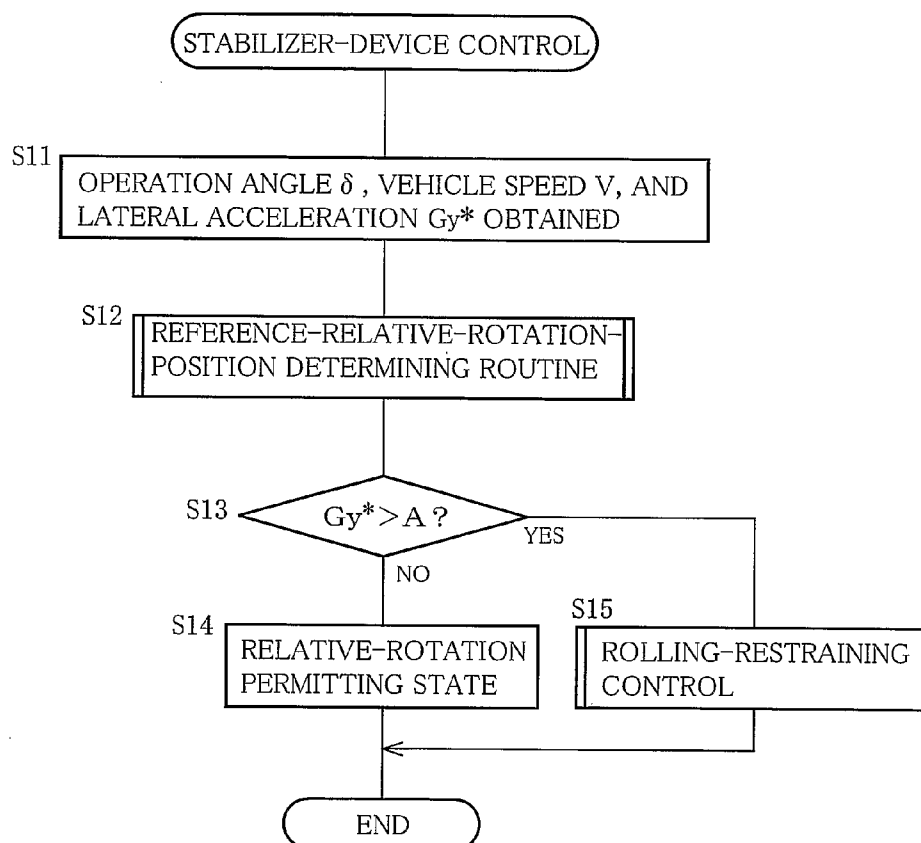 STABILIZER-DEVICE CONTROL
S11
OPERATION ANGLE δ, VEHICLE SPEED V, AND
LATERAL ACCELERATION Gy* OBTAINED
S12
REFERENCE-RELATIVE-ROTATION-
POSITION DETERMINING ROUTINE
S13
Gy*>A?
YES
NO
S14
RELATIVE-ROTATION
PERMITTING STATE
S15
ROLLING-RESTRAINING
CONTROL
END